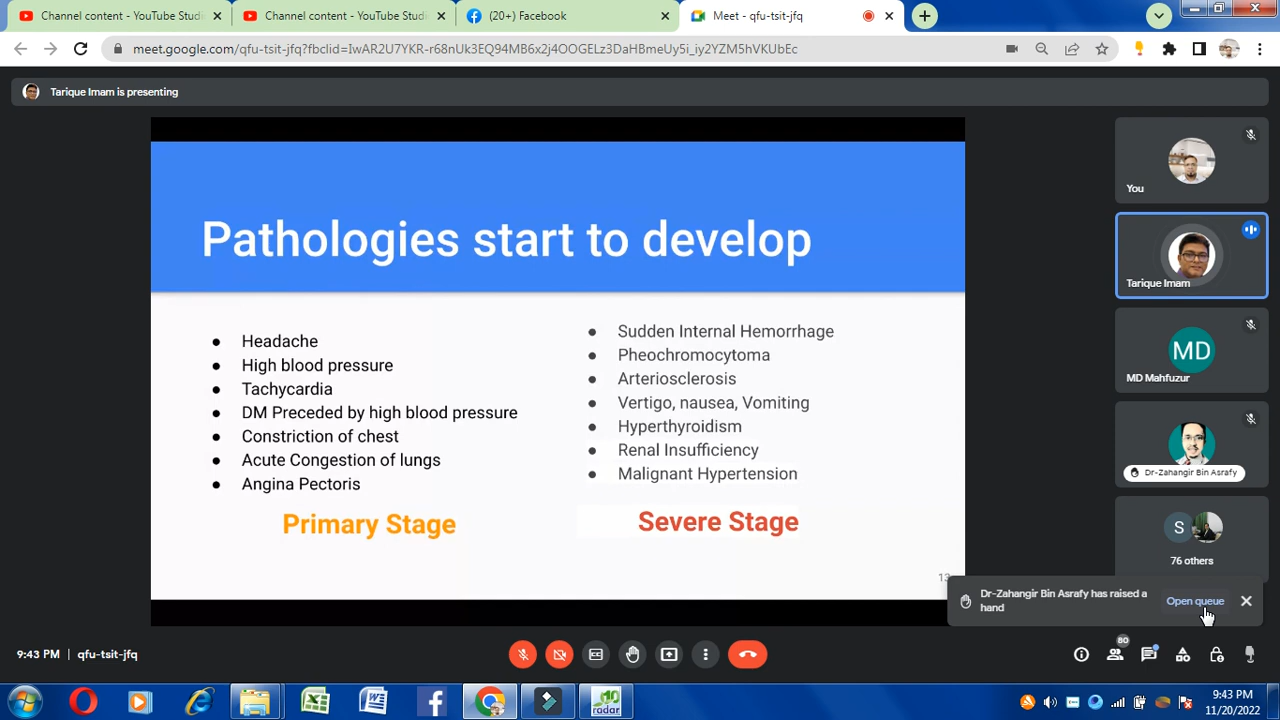 Channel content - YouTube Studi
Channel content - YouTube Studi
(20+) Facebook
Meet - qfu-tsit-jfq
meet.google.com/qfu-tsit-jfq?fbclid=IwAR2U7YKR-r68nUk3EQ94MB6x2j4OOGELz3DaHBmeUy5i_iy2YZM5hVKUbEc
Tarique Imam is presenting
Pathologies start to develop
● Headache
● High blood pressure
● Tachycardia
● DM Preceded by high blood pressure
● Constriction of chest
● Acute Congestion of lungs
● Angina Pectoris
Primary Stage
● Sudden Internal Hemorrhage
● Pheochromocytoma
● Arteriosclerosis
● Vertigo, nausea, Vomiting
● Hyperthyroidism
● Renal Insufficiency
● Malignant Hypertension
Severe Stage
13
You
Tarique Imam
MD
MD Mahfuzur
Dr-Zahangir Bin Asrafy
S
76 others
Dr-Zahangir Bin Asrafy has raised a
hand
Open queue
9:43 PM | qfu-tsit-jfq
80
10
radar
9:43 PM
11/20/2022